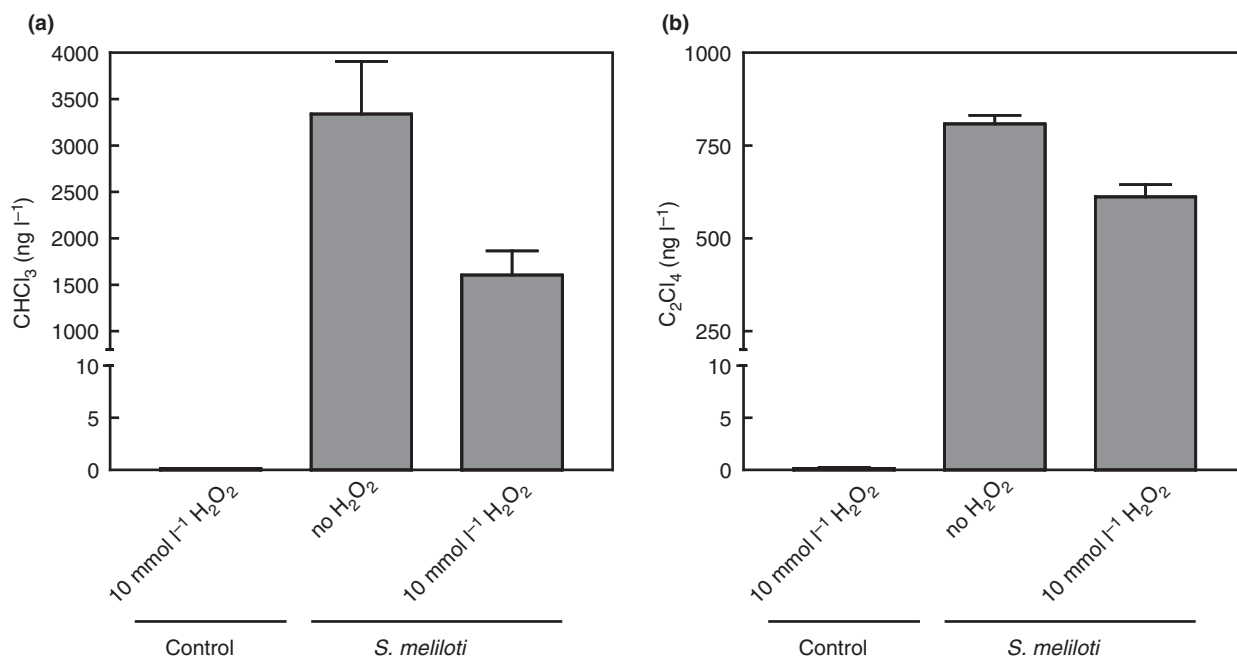 (a)
4000
3500
3000
2500
2000
1500
1000
10
5
0
CHCl₃ (ng l⁻¹)
10 mmol l⁻¹ H₂O₂
no H₂O₂
10 mmol l⁻¹ H₂O₂
Control
S. meliloti
(b)
1000
750
500
250
10
5
0
C₂Cl₄ (ng l⁻¹)
10 mmol l⁻¹ H₂O₂
no H₂O₂
10 mmol l⁻¹ H₂O₂
Control
S. meliloti